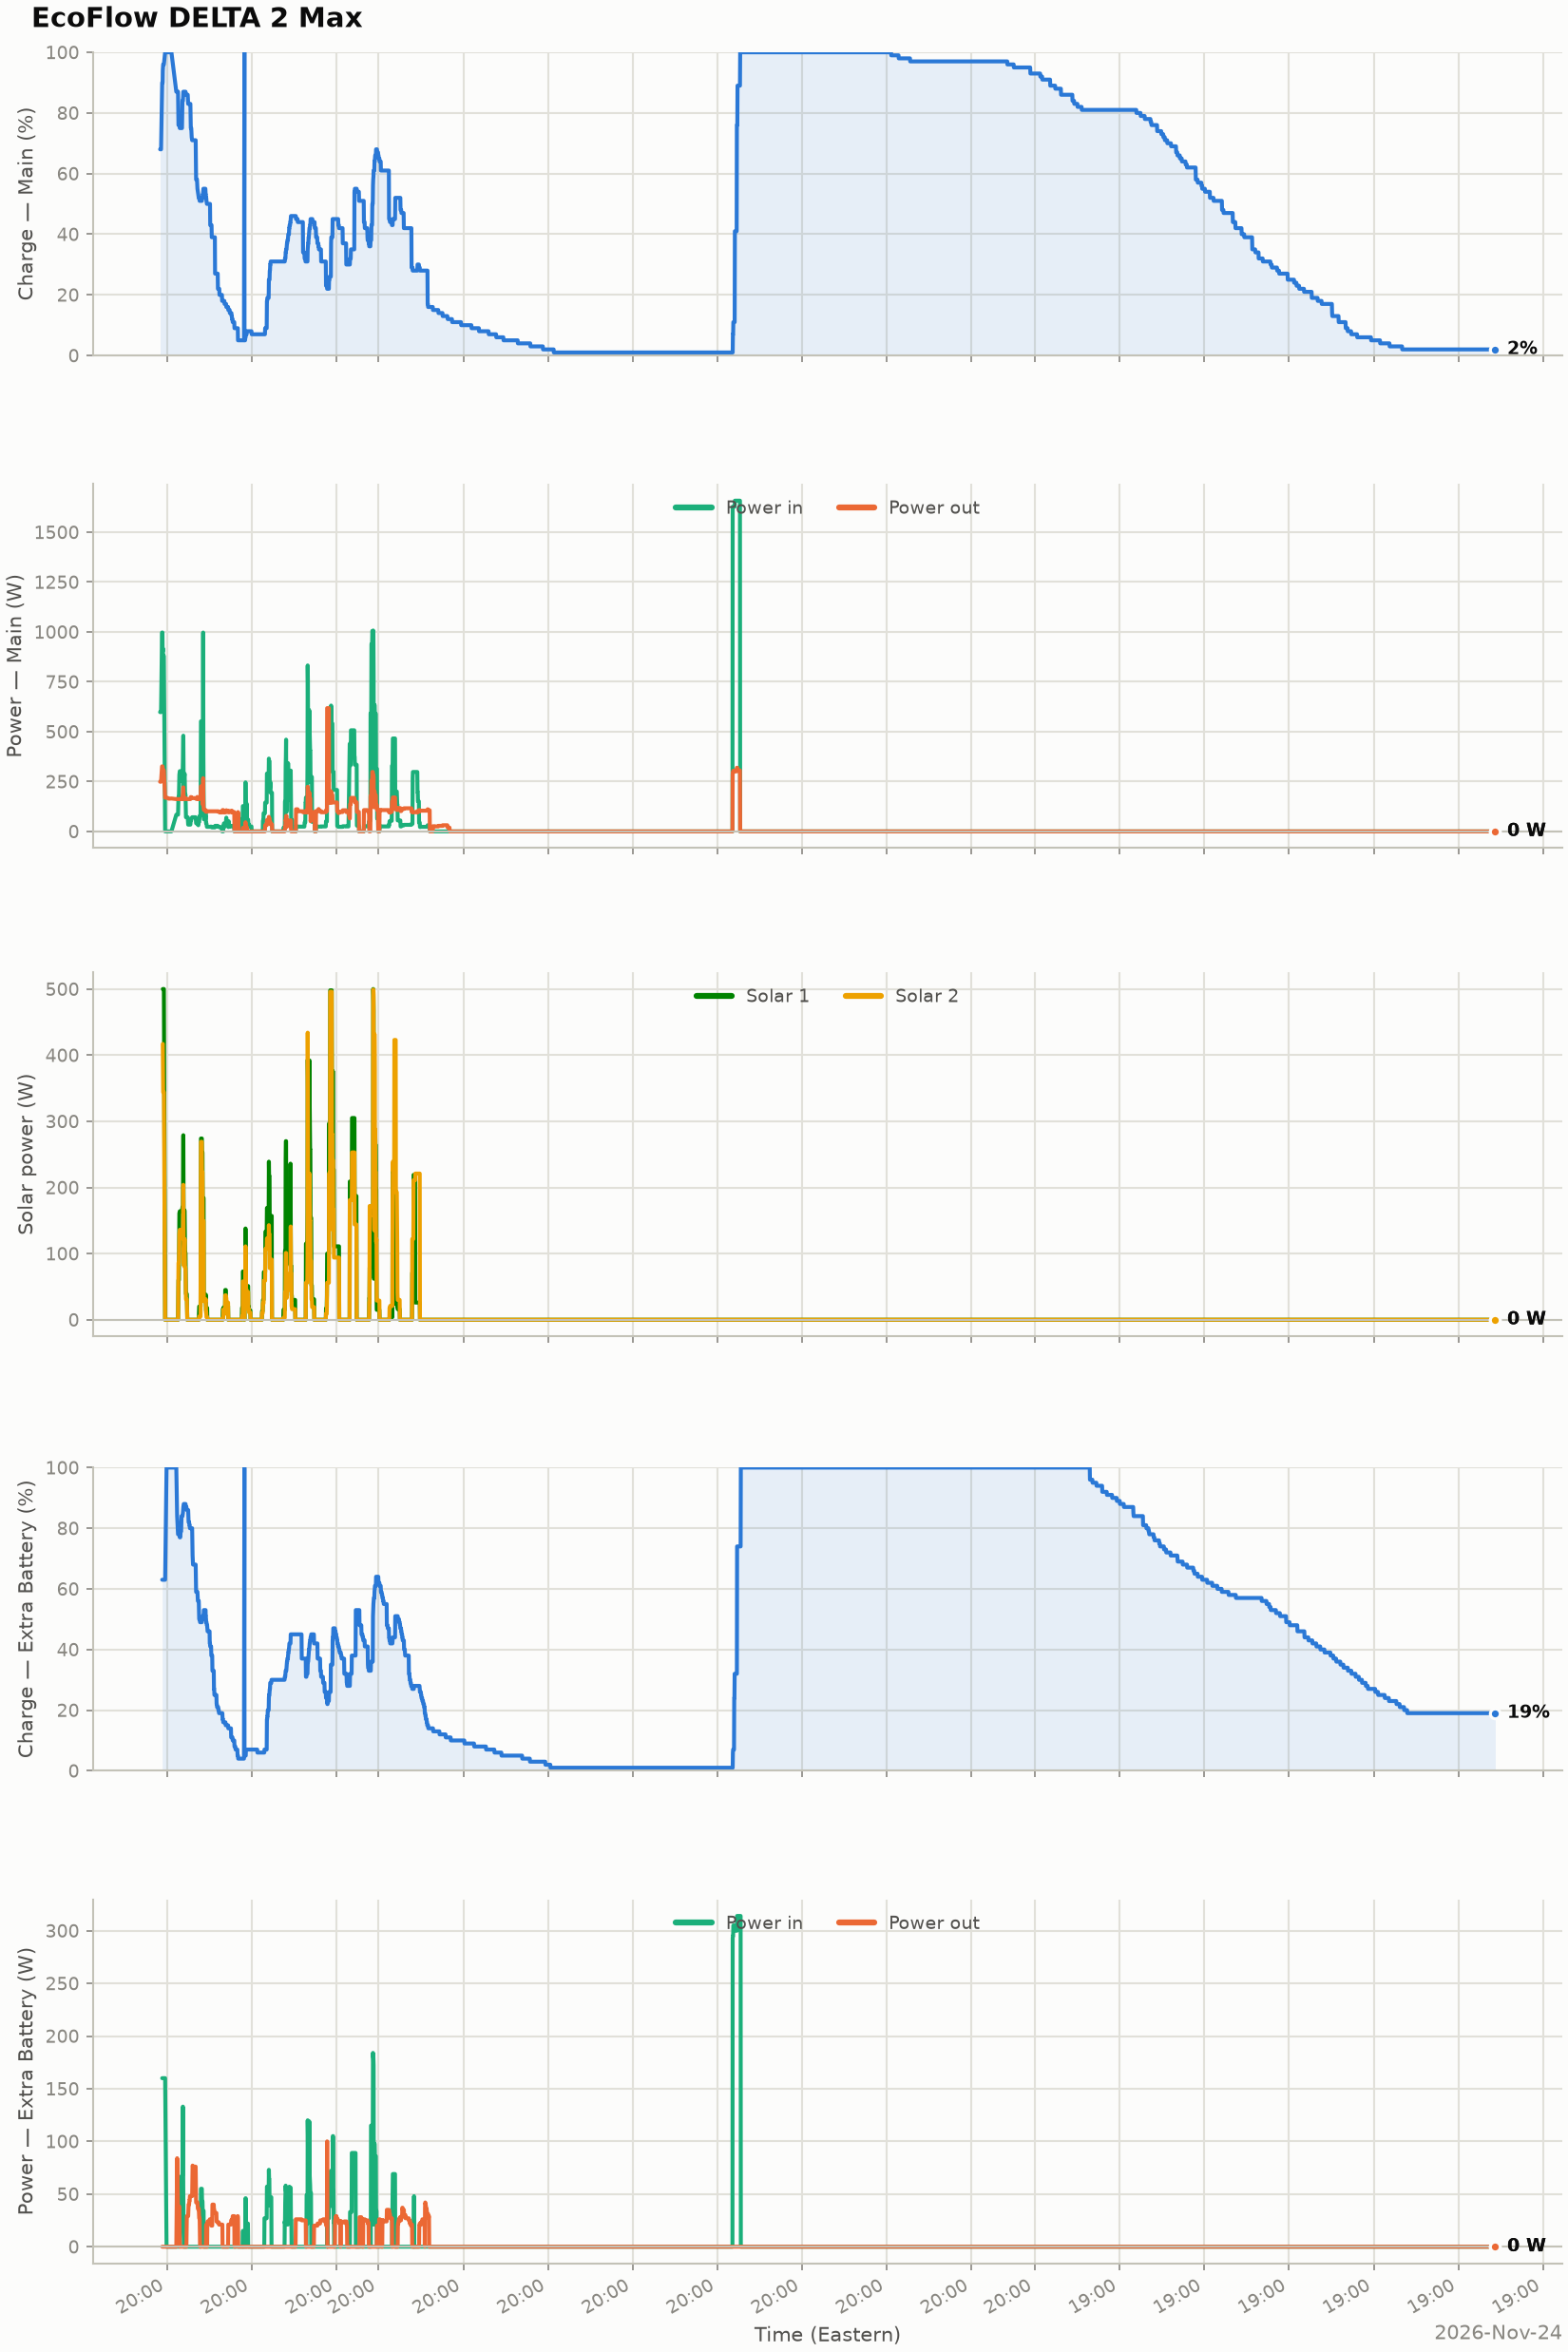 EcoFlow DELTA 2 Max
Charge — Main (%)
100
80
60
40
20
0
2%
Power — Main (W)
Power in
Power out
1500
1250
1000
750
500
250
0
0 W
Solar power (W)
Solar 1
Solar 2
500
400
300
200
100
0
0 W
Charge — Extra Battery (%)
100
80
60
40
20
0
19%
Power — Extra Battery (W)
Power in
Power out
300
250
200
150
100
50
0
0 W
20:00 20:00 20:00 20:00 20:00 20:00 20:00 20:00 20:00 20:00 20:00 20:00 19:00 19:00 19:00 19:00 19:00 19:00
Time (Eastern)
2026-Nov-24